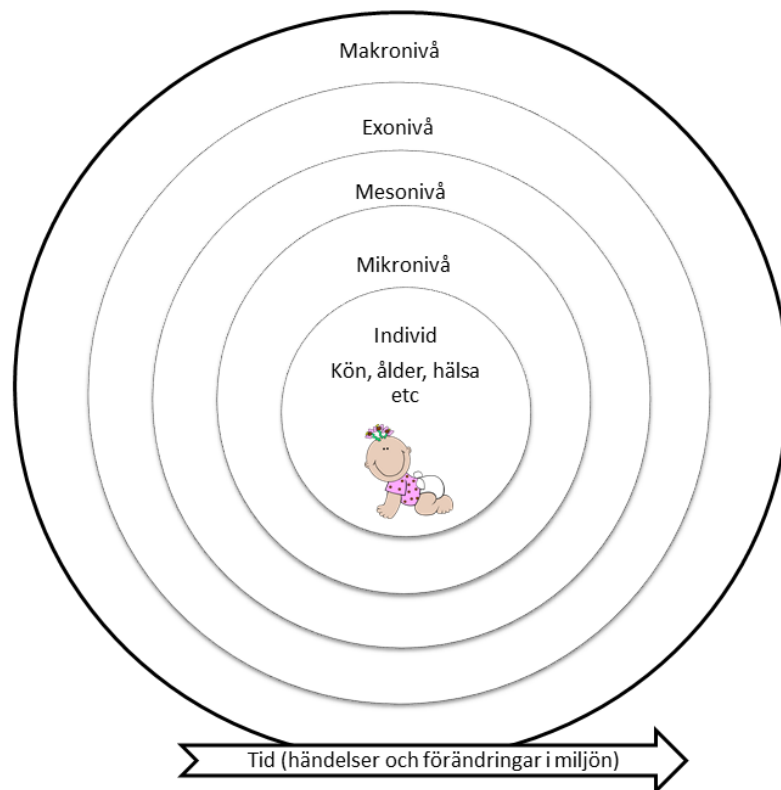 Makronivå
Exonivå
Mesonivå
Mikronivå
Individ
Kön, ålder, hälsa
etc
Tid (händelser och förändringar i miljön)